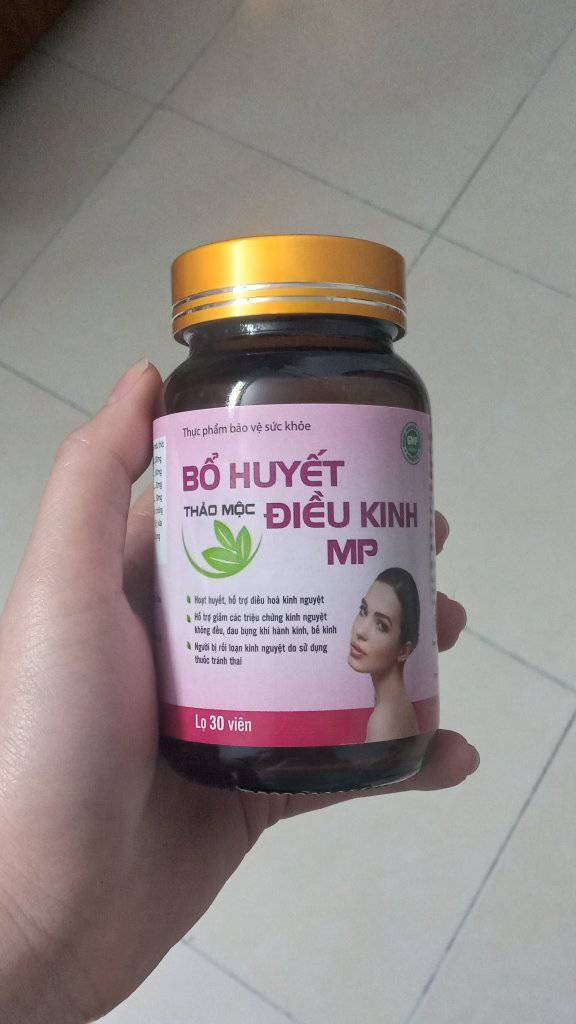 Thực phẩm bảo vệ sức khỏe
GMP
BỔ HUYẾT
THẢO MỘC ĐIỀU KINH
MP
Hoạt huyết, hỗ trợ điều hoà kinh nguyệt
Hỗ trợ giảm các triệu chứng kinh nguyệt
không đều, đau bụng khi hành kinh, bế kinh
Người bị rối loạn kinh nguyệt do sử dụng
thuốc tránh thai
Lọ 30 viên